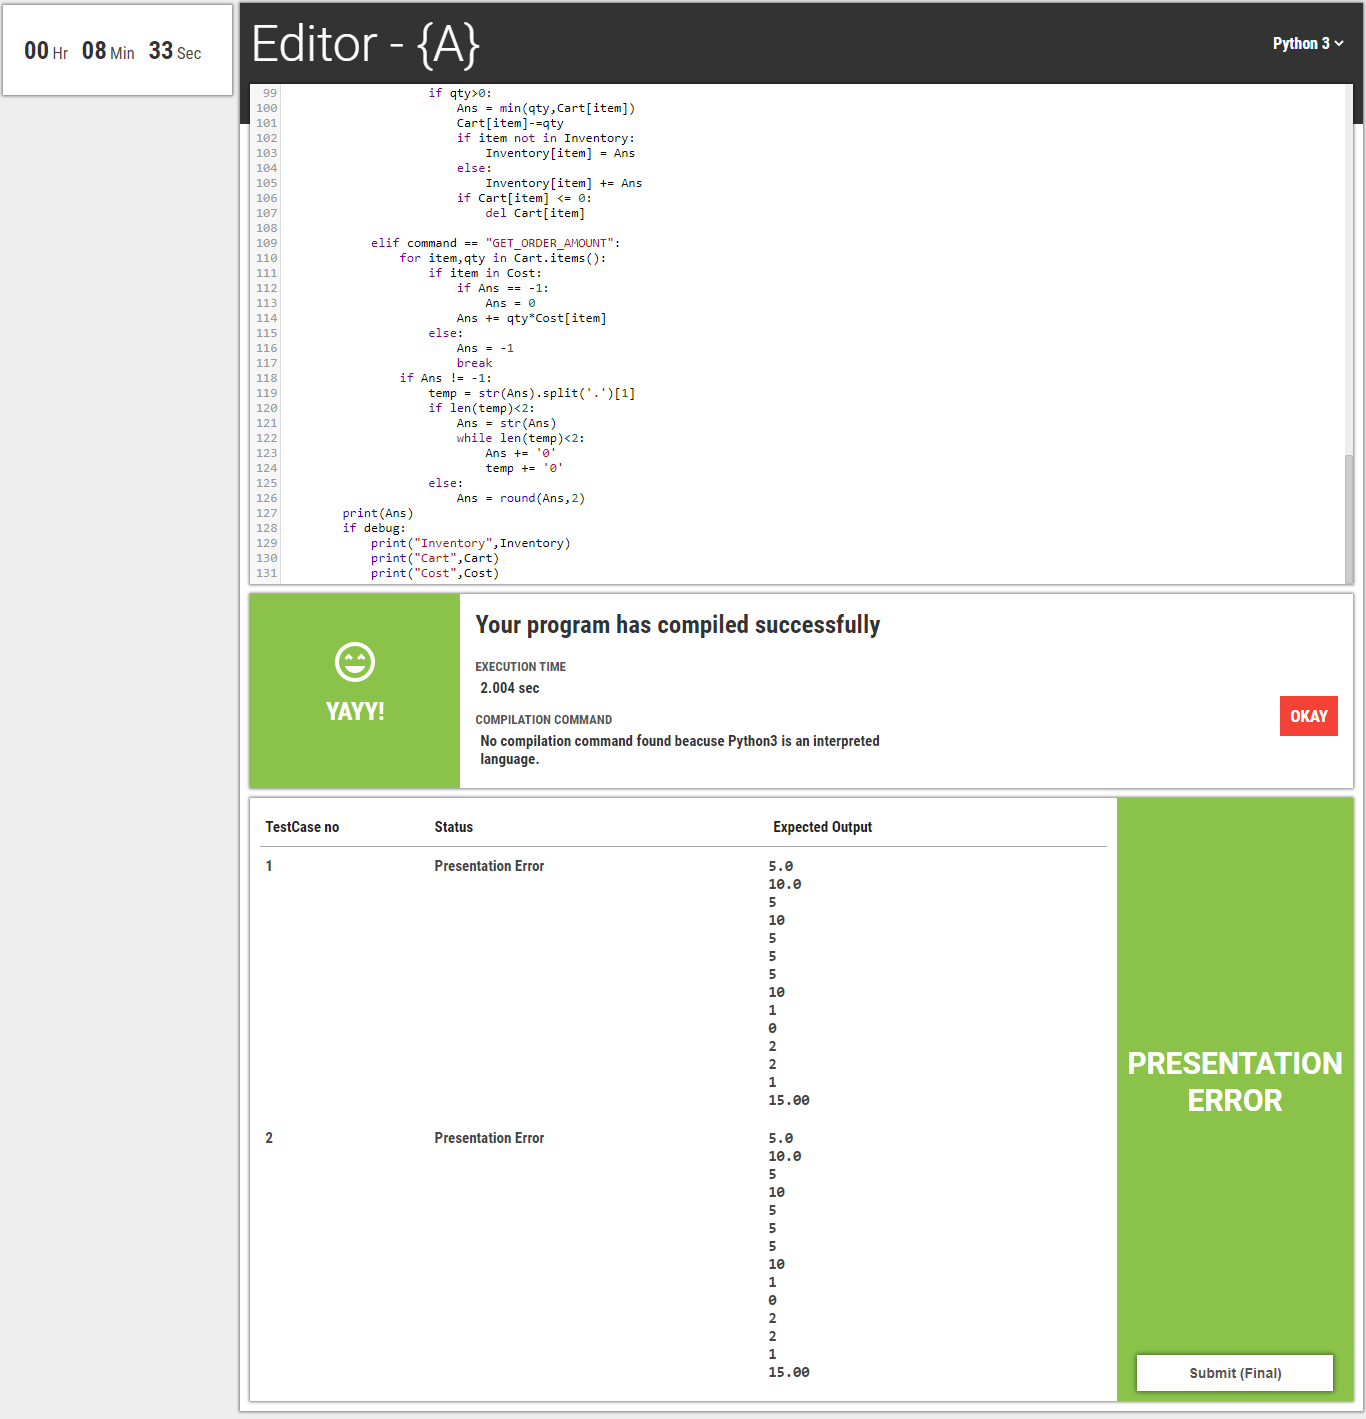 00 Hr 08 Min 33 Sec
Editor - {A}
Python 3
99 if qty>0:
100 Ans = min(qty,Cart[item])
101 Cart[item]-=qty
102 if item not in Inventory:
103 Inventory[item] = Ans
104 else:
105 Inventory[item] += Ans
106 if Cart[item] <= 0:
107 del Cart[item]
108
109 elif command == "GET_ORDER_AMOUNT":
110 for item,qty in Cart.items():
111 if item in Cost:
112 if Ans == -1:
113 Ans = 0
114 Ans += qty*Cost[item]
115 else:
116 Ans = -1
117 break
118 if Ans != -1:
119 temp = str(Ans).split('.')[1]
120 if len(temp)<2:
121 Ans = str(Ans)
122 while len(temp)<2:
123 Ans += '0'
124 temp += '0'
125 else:
126 Ans = round(Ans,2)
127 print(Ans)
128 if debug:
129 print("Inventory",Inventory)
130 print("Cart",Cart)
131 print("Cost",Cost)
YAYY!
Your program has compiled successfully
EXECUTION TIME
2.004 sec
COMPILATION COMMAND
No compilation command found beacuse Python3 is an interpreted
language.
OKAY
TestCase no Status Expected Output
1 Presentation Error 5.0
10.0
5
10
5
5
5
10
1
0
2
2
1
15.00
2 Presentation Error 5.0
10.0
5
10
5
5
5
10
1
0
2
2
1
15.00
PRESENTATION
ERROR
Submit (Final)